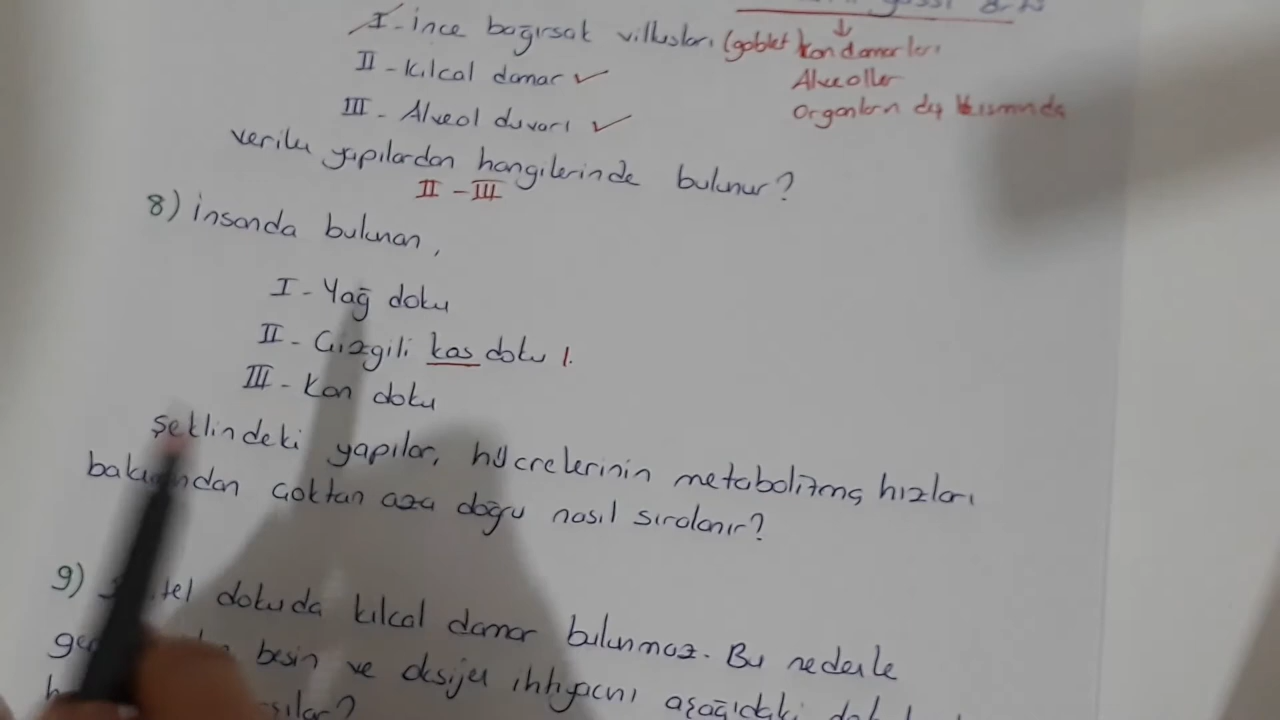 I- ince bağırsak villusları (goblet) kan damarları
II - Kılcal damar ✓
Alveoller
III - Alveol duvarı ✓
Organların dış kısmında
verilen yapılardan hangilerinde bulunur?
II - III
8) insanda bulunan,
I - Yağ doku
II - Çizgili kas doku 1.
III - Kan doku
şeklindeki yapılar, hücrelerinin metabolizma hızları
bakımından çoktan aza doğru nasıl sıralanır?
9) dokuda kılcal damar bulunmaz. Bu nedenle
besin ve oksijen ihtiyacını aşağıdaki